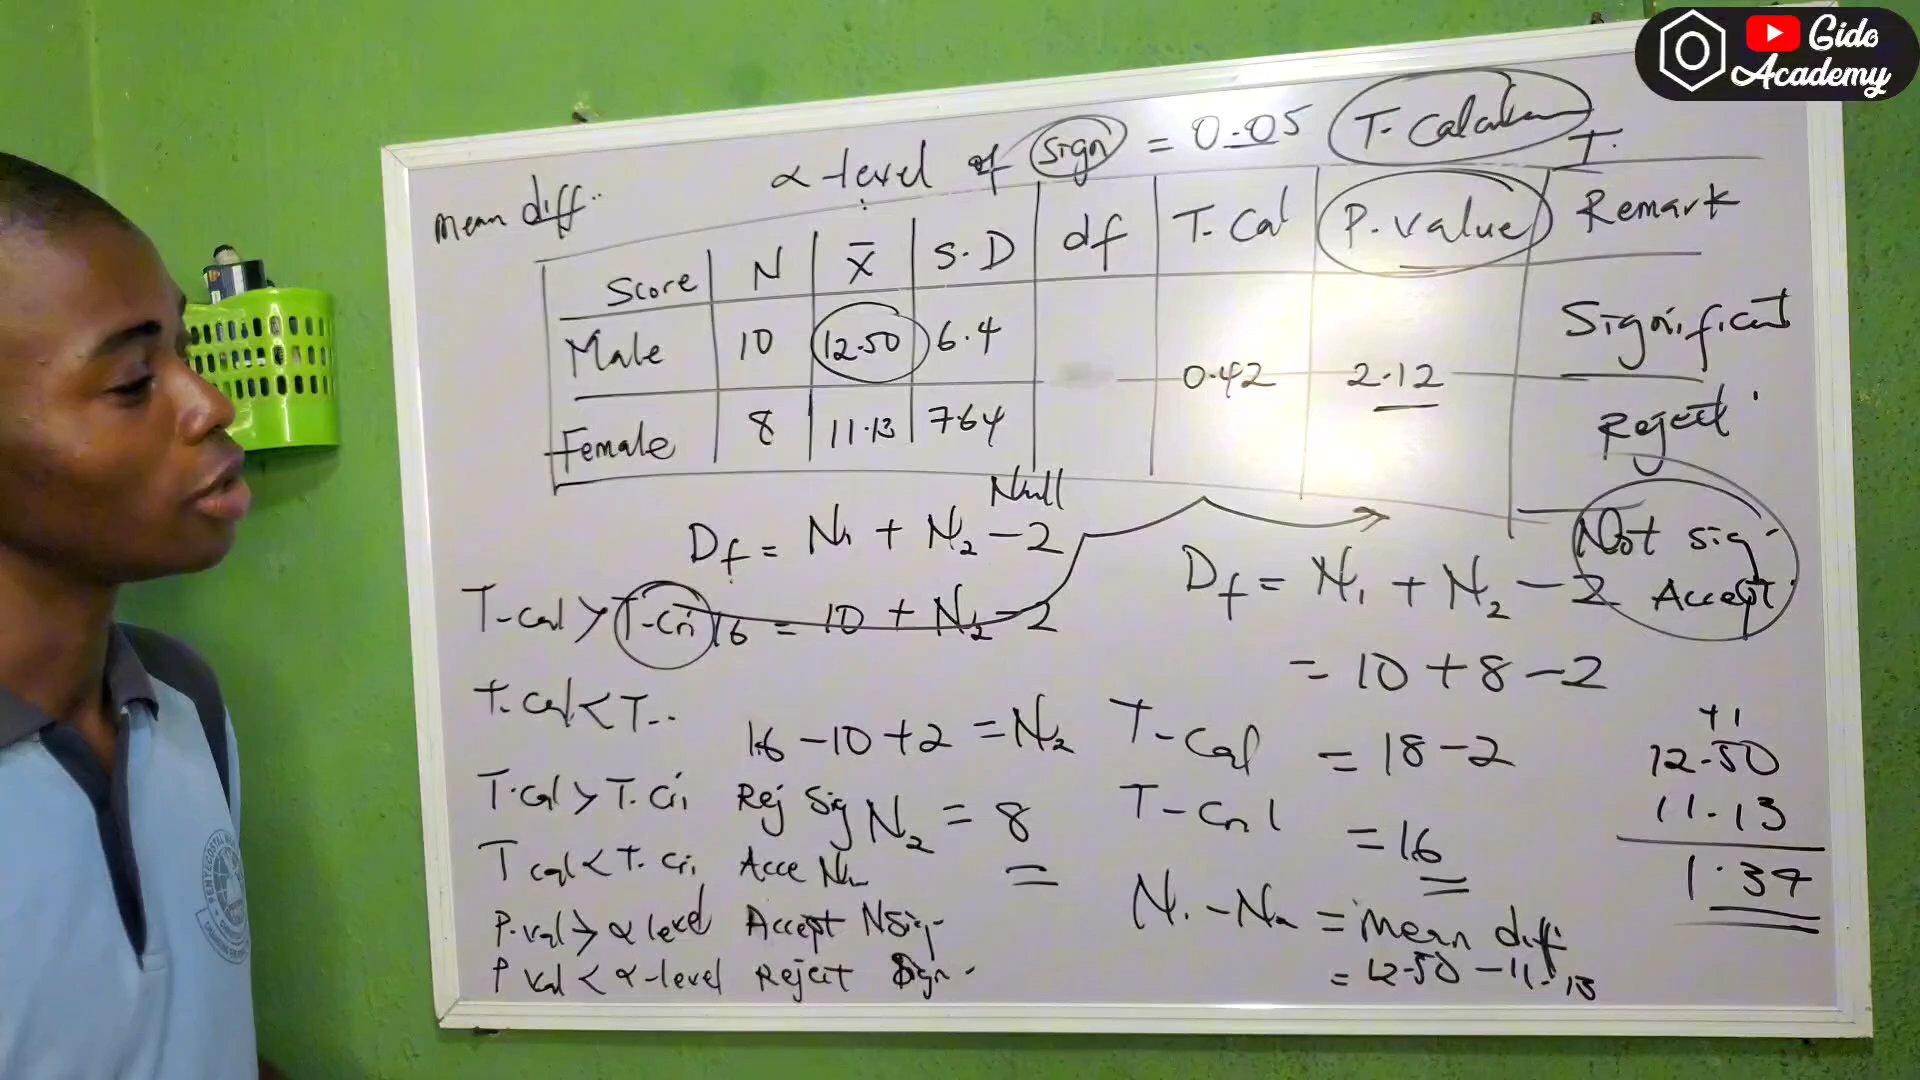 Gido
Academy
α-level of sign = 0.05
T.
mean diff..
Score N X̄ S.D df T.Cal P.value Remark
Male 10 12.50 6.4
Female 8 11.13 7.64
0.42 2.12
Significant
Reject
Not sig
Accept
Null
Df = N1 + N2 - 2
T-cal > T-cri 16 = 10 + N2 - 2
T.cal < T--
16 - 10 + 2 = N2
T.cal > T.Cri Rej Sig N2 = 8
T cal < T.Cri Acce Nu
P.val > α level Accept NSig-
P val < α-level Reject Sign-
Df = N1 + N2 - 2
= 10 + 8 - 2
T-cal = 18 - 2
T-Cri = 16
N1 - N2 = Mean diff
= 12.50 - 11.13
+1
12.50
11.13
1.37